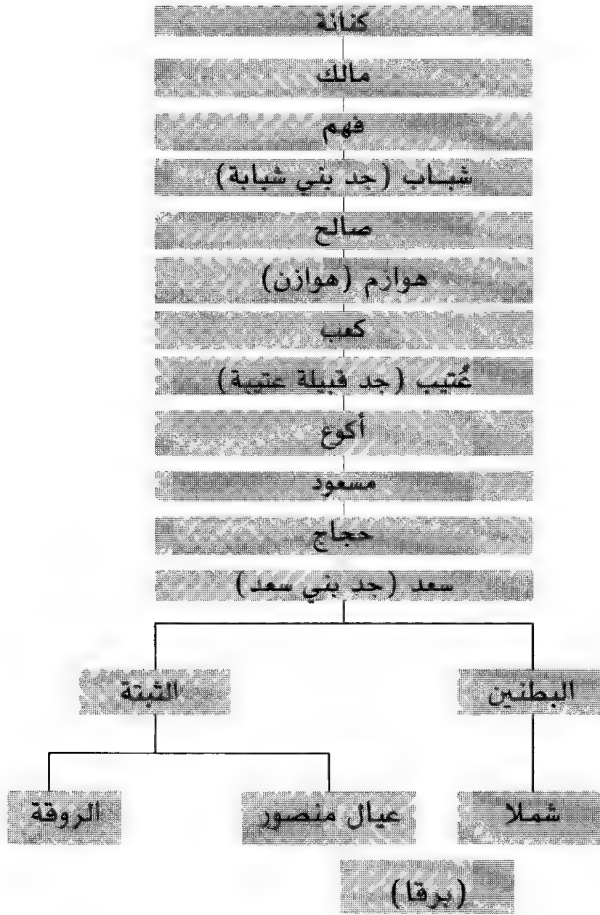 كنانة
مالك
فهم
شباب (جد بني شبابة)
صالح
هوازم (هوازن)
كعب
عُتيب (جد قبيلة عتيبة)
أكوع
مسعود
حجاج
سعد (جد بني سعد)
البطنين الثبتة
شملا عيال منصور الروقة
(برقا)